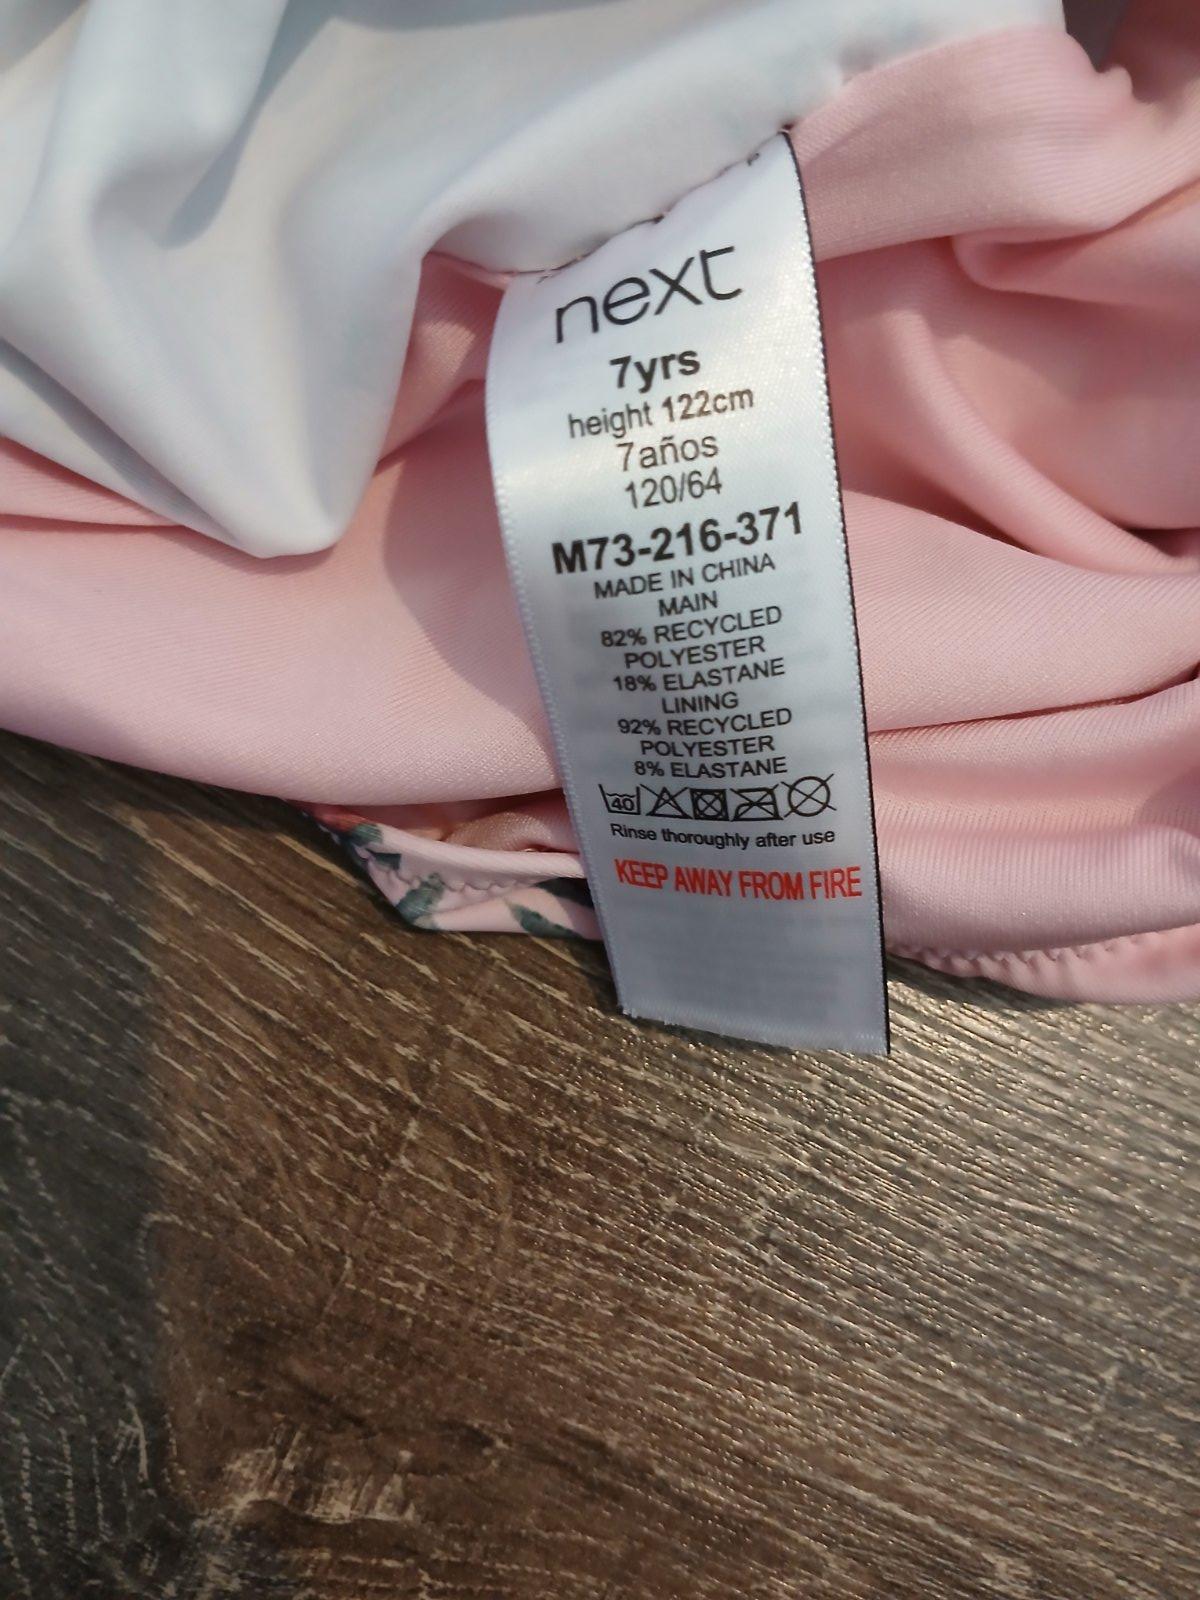 next
7yrs
height 122cm
7años
120/64
M73-216-371
MADE IN CHINA
MAIN
82% RECYCLED
POLYESTER
18% ELASTANE
LINING
92% RECYCLED
POLYESTER
8% ELASTANE
40
Rinse thoroughly after use
KEEP AWAY FROM FIRE